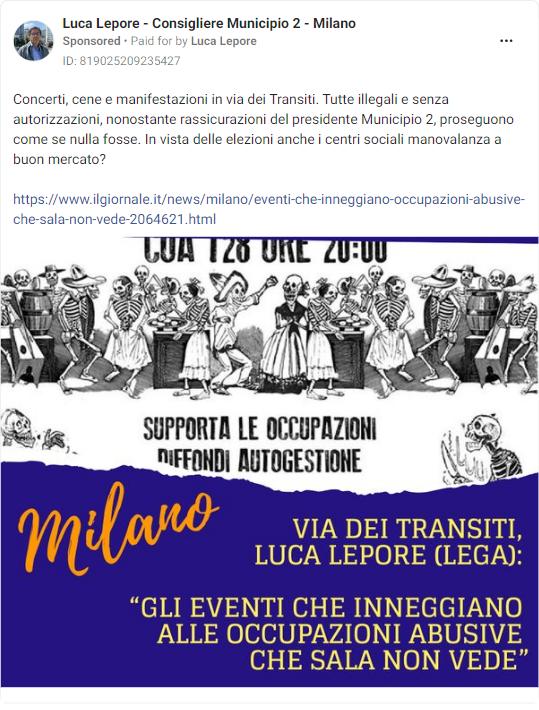 Luca Lepore - Consigliere Municipio 2 - Milano
Sponsored • Paid for by Luca Lepore
ID: 819025209235427
Concerti, cene e manifestazioni in via dei Transiti. Tutte illegali e senza
autorizzazioni, nonostante rassicurazioni del presidente Municipio 2, proseguono
come se nulla fosse. In vista delle elezioni anche i centri sociali manovalanza a
buon mercato?
https://www.ilgiornale.it/news/milano/eventi-che-inneggiano-occupazioni-abusive-
che-sala-non-vede-2064621.html
T28 ORE 20:00
SUPPORTA LE OCCUPAZIONI
DIFFONDI AUTOGESTIONE
Milano
VIA DEI TRANSITI,
LUCA LEPORE (LEGA):
“GLI EVENTI CHE INNEGGIANO
ALLE OCCUPAZIONI ABUSIVE
CHE SALA NON VEDE”